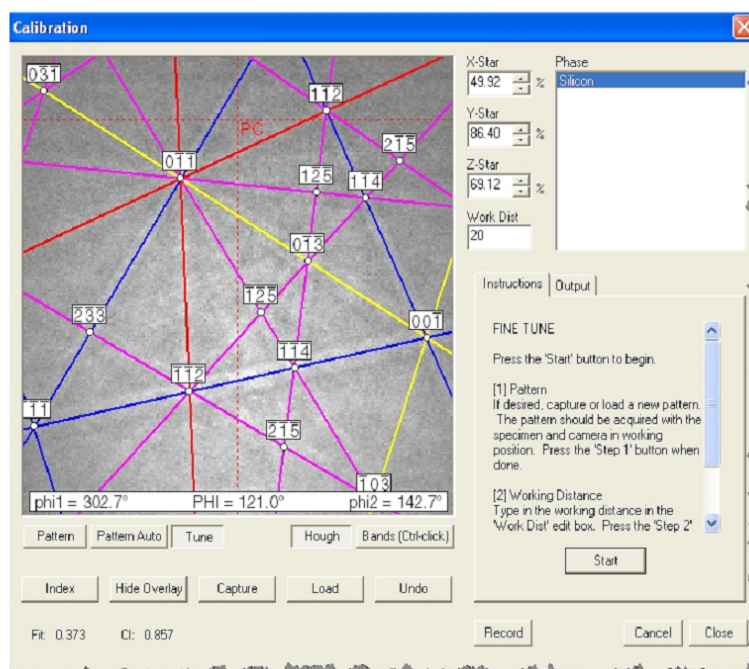 Calibration
X-Star
49.92 %
Y-Star
86.40 %
Z-Star
69.12 %
Work Dist
20
Phase
Silicon
031
112
PC
215
011
125
114
013
125
233
001
114
112
215
11
103
phi1 = 302.7° PHI = 121.0° phi2 = 142.7°
Pattern Pattern Auto Tune Hough Bands (Ctrl-click)
Index Hide Overlay Capture Load Undo
Fit: 0.373 CI: 0.857
Instructions Output
FINE TUNE
Press the 'Start' button to begin.
[1] Pattern
If desired, capture or load a new pattern.
The pattern should be acquired with the
specimen and camera in working
position. Press the 'Step 1' button when
done.
[2] Working Distance
Type in the working distance in the
'Work Dist' edit box. Press the 'Step 2'
Start
Record Cancel Close